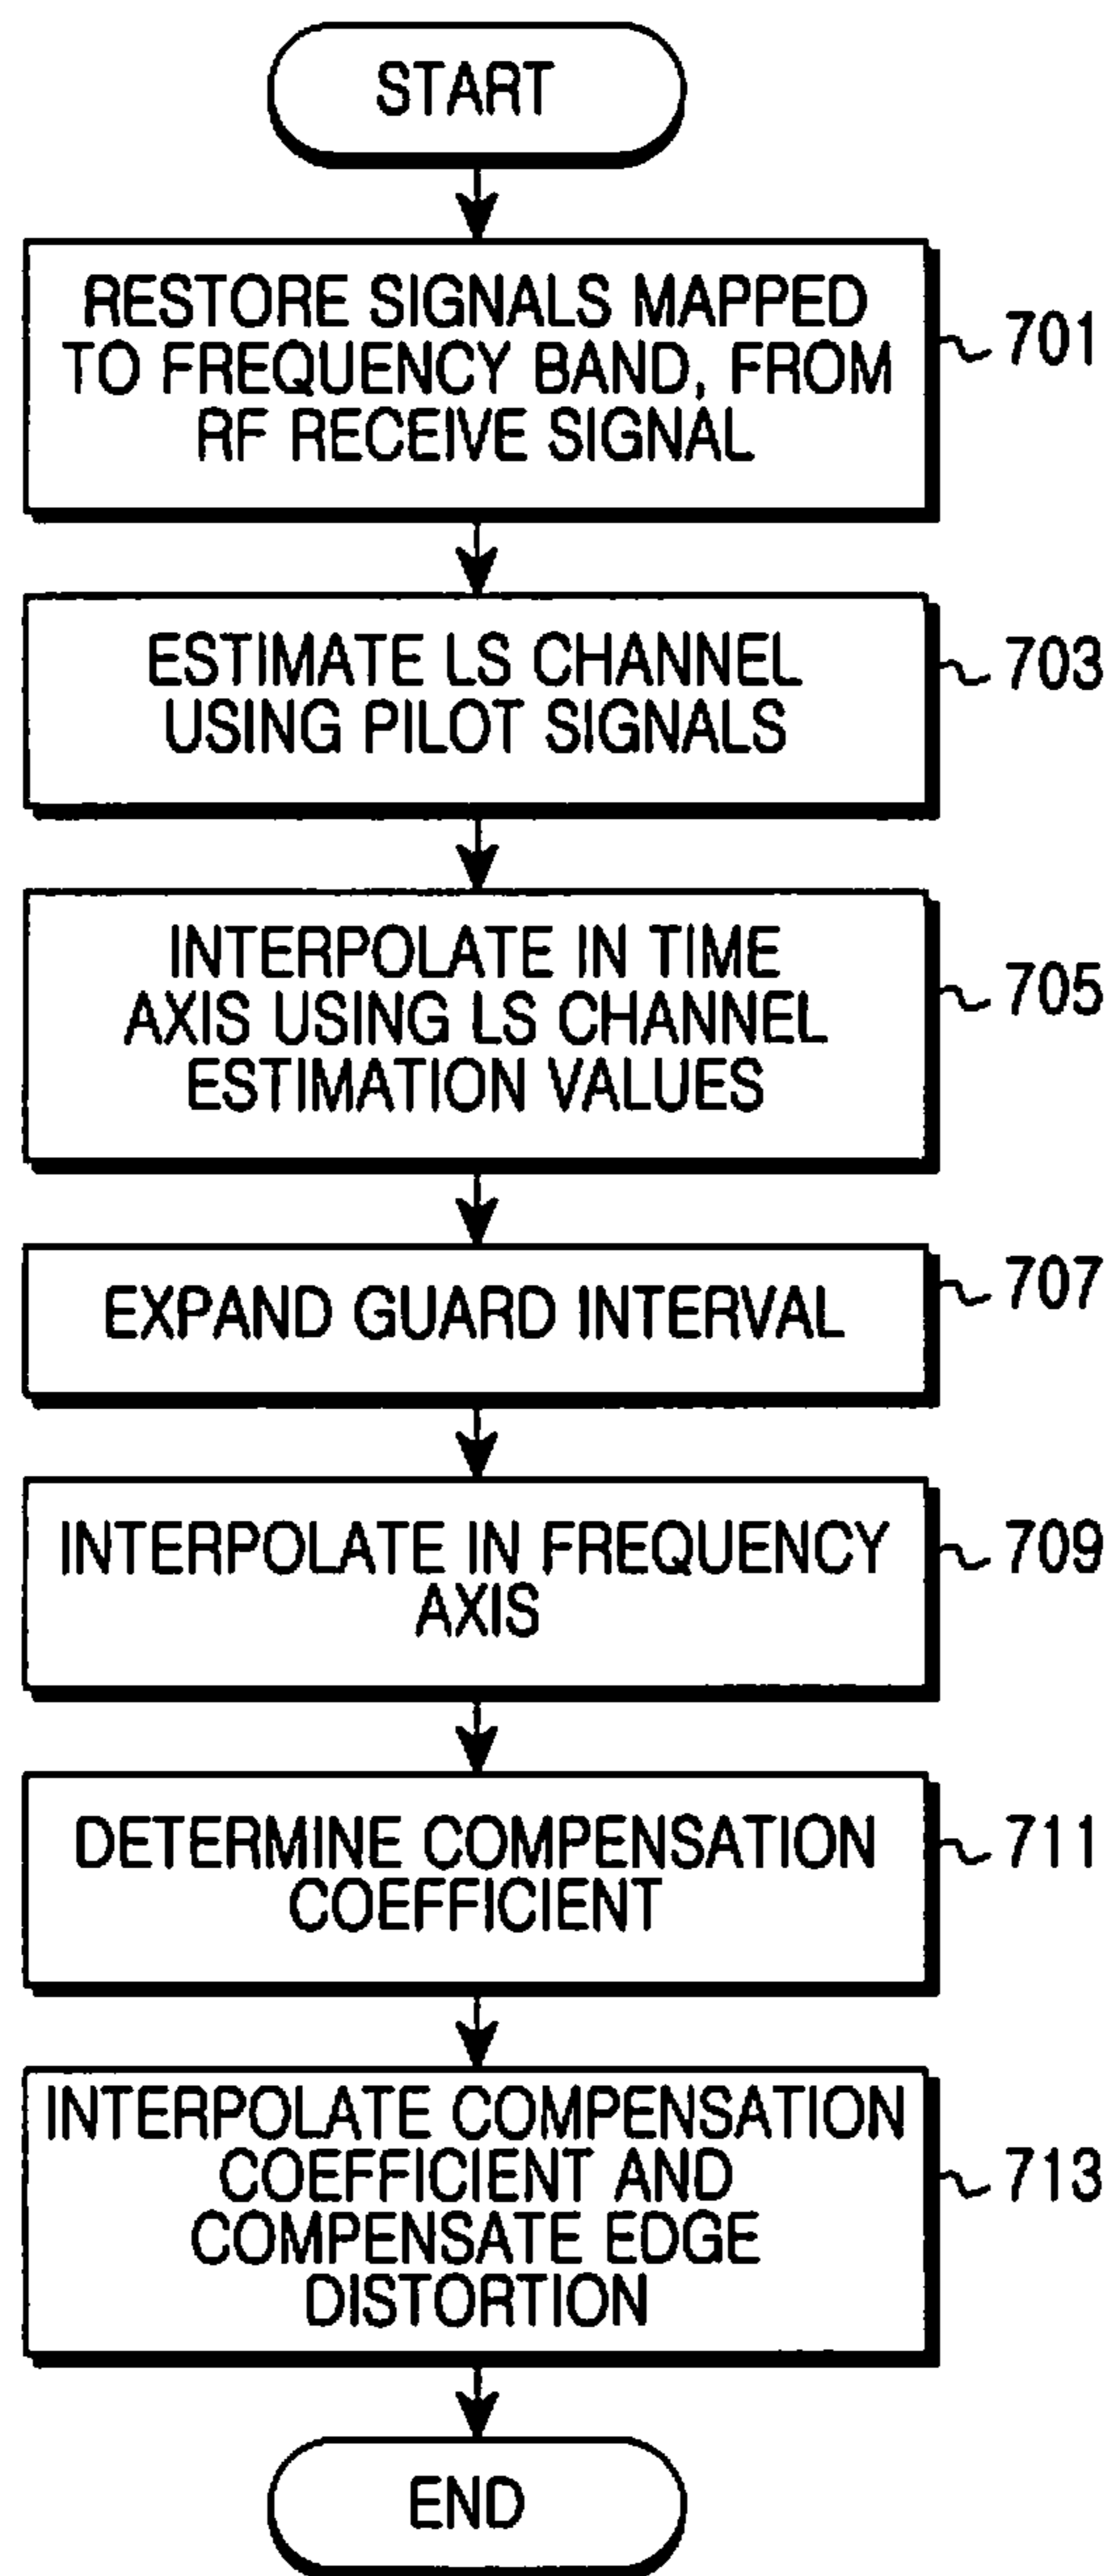 START
RESTORE SIGNALS MAPPED
TO FREQUENCY BAND, FROM
RF RECEIVE SIGNAL
701
ESTIMATE LS CHANNEL
USING PILOT SIGNALS
703
INTERPOLATE IN TIME
AXIS USING LS CHANNEL
ESTIMATION VALUES
705
EXPAND GUARD INTERVAL
707
INTERPOLATE IN FREQUENCY
AXIS
709
DETERMINE COMPENSATION
COEFFICIENT
711
INTERPOLATE COMPENSATION
COEFFICIENT AND
COMPENSATE EDGE
DISTORTION
713
END